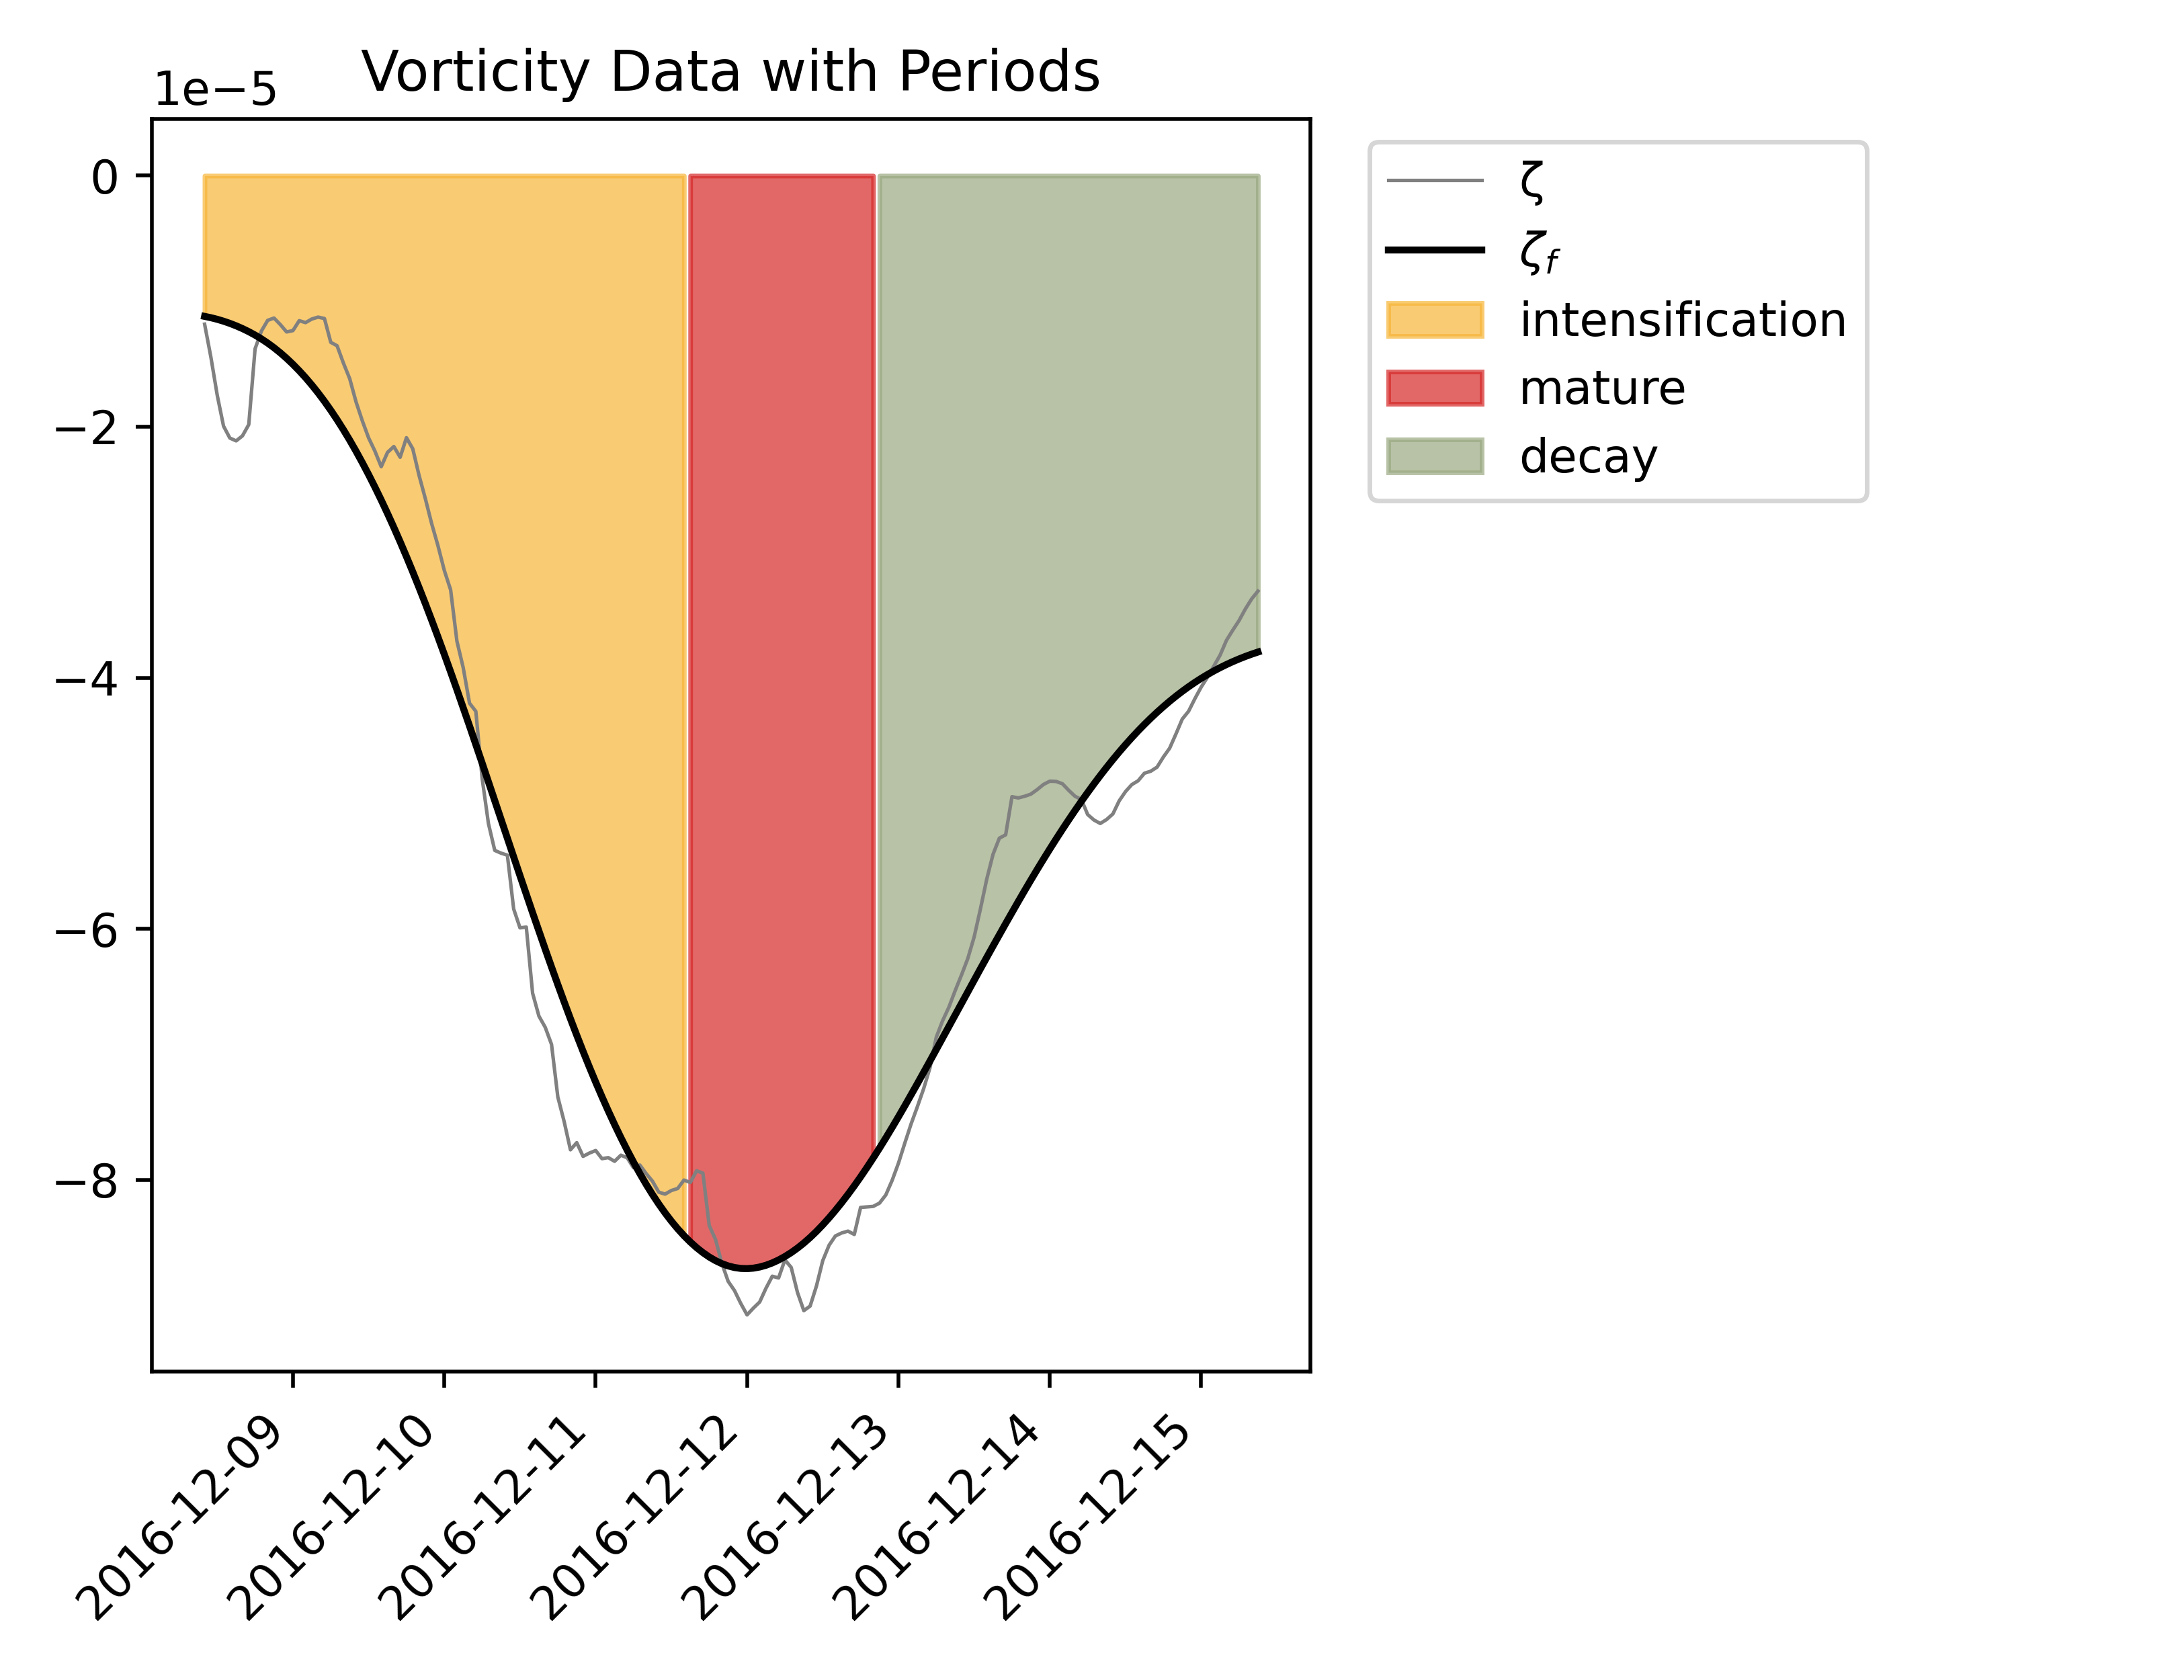 Vorticity Data with Periods
1e−5
0
−2
−4
−6
−8
2016-12-09
2016-12-10
2016-12-11
2016-12-12
2016-12-13
2016-12-14
2016-12-15
ζ
ζf
intensification
mature
decay